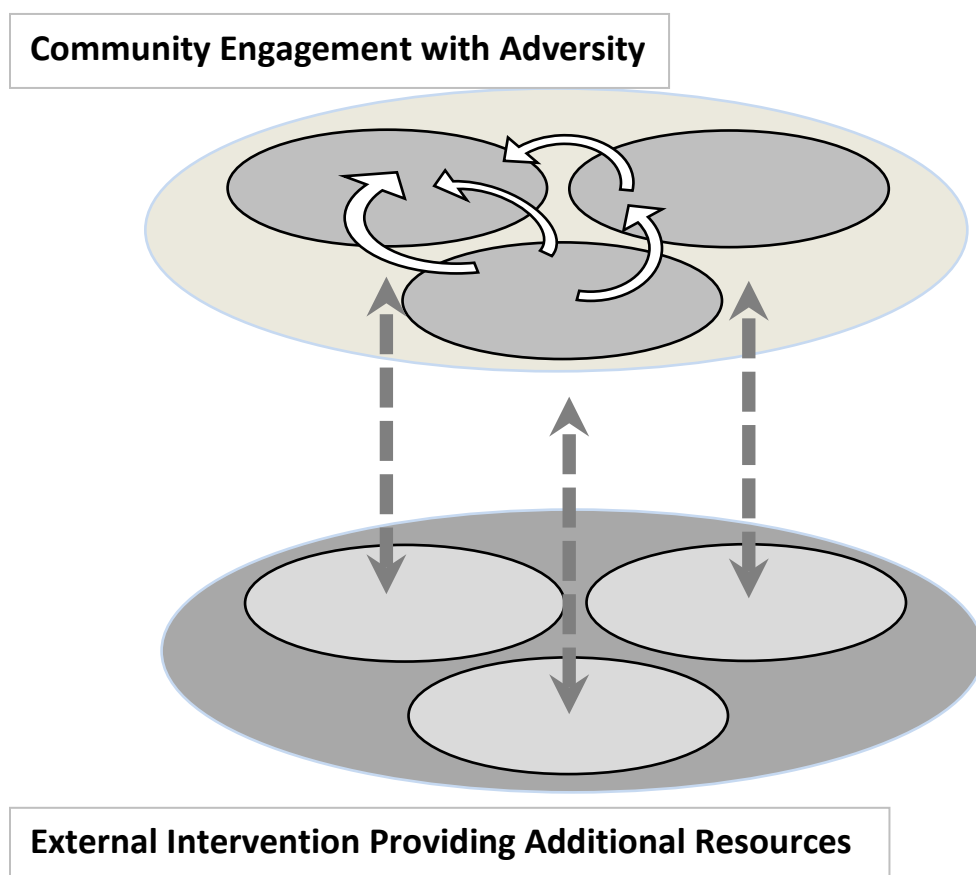 Community Engagement with Adversity
External Intervention Providing Additional Resources